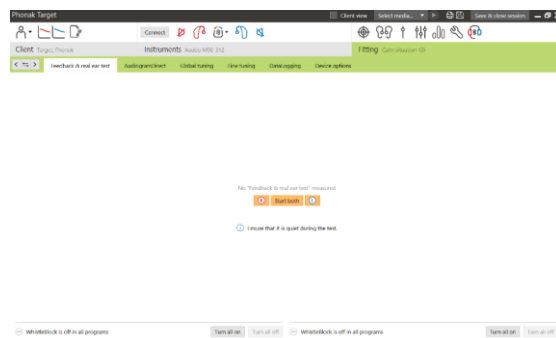 Phonak Target
Client view Select media... Save & close session
Connect
Client Target, Phonak Instruments Audéo M90-312 Fitting
Feedback & real ear test AudiogramDirect Global tuning Fine tuning Datalogging Device options
No "Feedback & real ear test" measured
Start both
Ensure that it is quiet during the test.
WhistleBlock is off in all programs Turn all on Turn all off WhistleBlock is off in all programs Turn all on Turn all off